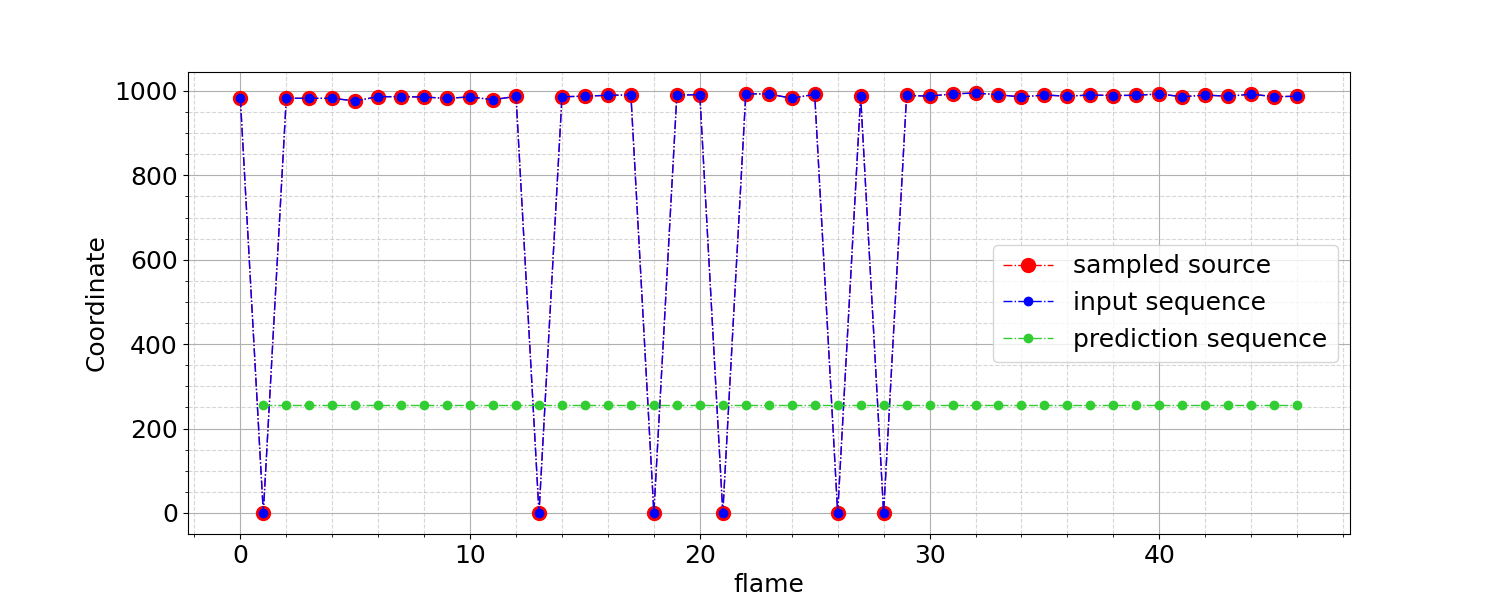 1000
800
600
400
200
0
0 10 20 30 40
Coordinate
flame
sampled source
input sequence
prediction sequence